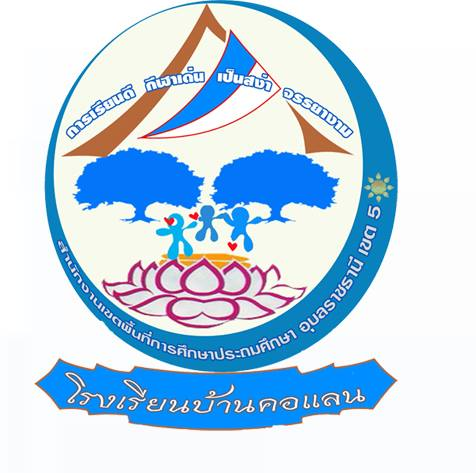 การเรียนดี กีฬาเด่น เป็นสง่า จรรยางาม
สำนักงานเขตพื้นที่การศึกษาประถมศึกษา อุบลราชธานี เขต 5
โรงเรียนบ้านคอแลน